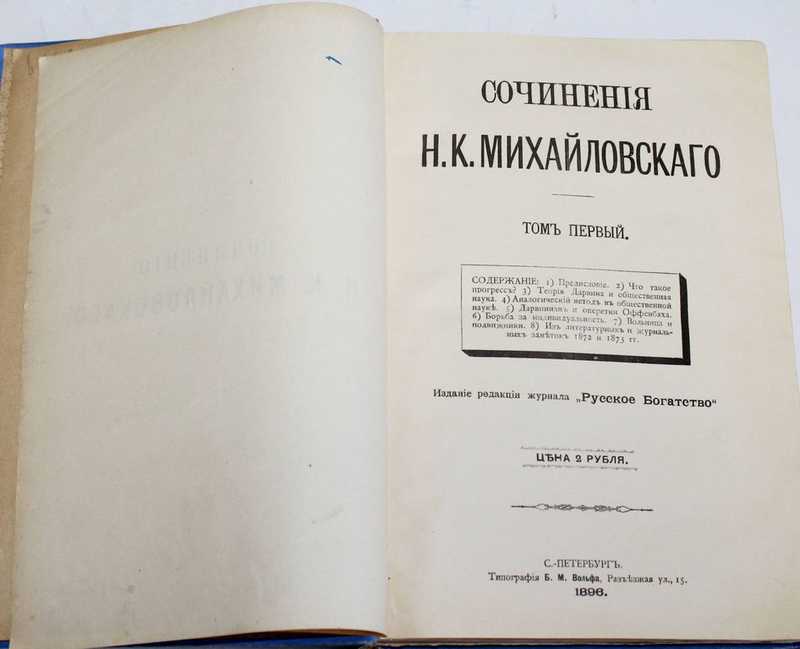 СОЧИНЕНІЯ
Н. К. МИХАЙЛОВСКАГО
ТОМЪ ПЕРВЫЙ.
СОДЕРЖАНІЕ: 1) Предисловіе. 2) Что такое
прогрессъ? 3) Теорія Дарвина и общественная
наука. 4) Аналогическій методъ въ общественной
наукѣ. 5) Дарвинизмъ и оперетки Оффенбаха.
6) Борьба за индивидуальность. 7) Вольница и
подвижники. 8) Изъ литературныхъ и журналь-
ныхъ замѣтокъ 1872 и 1873 гг.
Изданіе редакціи журнала „Русское Богатство“
ЦѢНА 2 РУБЛЯ.
С.-ПЕТЕРБУРГЪ.
Типографія Б. М. Вольфа, Разъѣзжая ул., 15.
1896.